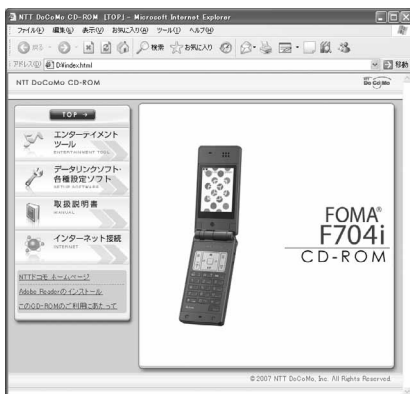 NTT DoCoMo CD-ROM [TOP] - Microsoft Internet Explorer
ファイル(F) 編集(E) 表示(V) お気に入り(A) ツール(T) ヘルプ(H)
戻る 検索 お気に入り
アドレス(D) D:¥index.html 移動
NTT DoCoMo CD-ROM
NTT DoCoMo
TOP
エンターテイメント
ツール
ENTERTAINMENT TOOL
データリンクソフト・
各種設定ソフト
SETUP SOFTWARE
取扱説明書
MANUAL
インターネット接続
INTERNET
NTTドコモ ホームページ
Adobe Readerのインストール
このCD-ROMのご利用にあたって
FOMA®
F704i
CD-ROM
© 2007 NTT DoCoMo, Inc. All Rights Reserved.